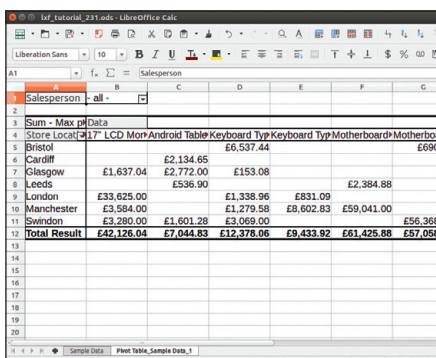 lxf_tutorial_231.ods - LibreOffice Calc
Liberation Sans 10
A1 Salesperson
A B C D E F G
1 Salesperson - all -
2
3 Sum - Max Data
4 Store Locat 17" LCD Mon Android Table Keyboard Typ Keyboard Typ Motherboard Motherbo
5 Bristol £6,537.44 £690
6 Cardiff £2,134.65
7 Glasgow £1,637.04 £2,772.00 £153.08
8 Leeds £536.90 £2,384.88
9 London £33,625.00 £1,338.96 £831.09
10 Manchester £3,584.00 £1,279.58 £8,602.83 £59,041.00
11 Swindon £3,280.00 £1,601.28 £3,069.00 £56,368
12 Total Result £42,126.04 £7,044.83 £12,378.06 £9,433.92 £61,425.88 £57,058
13
14
15
16
17
18
19
20
Sample Data Pivot Table_Sample Data_1